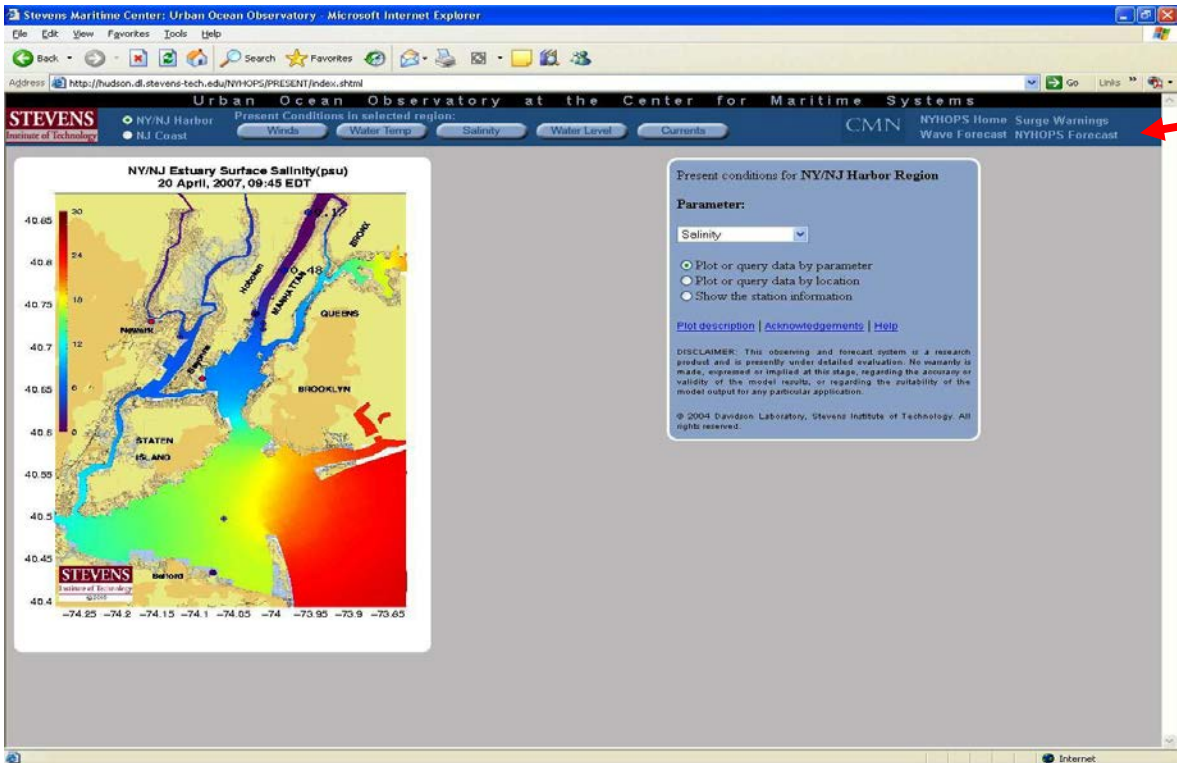 Stevens Maritime Center: Urban Ocean Observatory - Microsoft Internet Explorer
File Edit View Favorites Tools Help
Back Search Favorites
Address http://hudson.dl.stevens-tech.edu/NYHOPS/PRESENT/index.shtml Go Links »
Urban Ocean Observatory at the Center for Maritime Systems
STEVENS
Institute of Technology
NY/NJ Harbor
NJ Coast
Present Conditions in selected region:
Winds Water Temp Salinity Water Level Currents
CMN
NYHOPS Home Surge Warnings
Wave Forecast NYHOPS Forecast
NY/NJ Estuary Surface Salinity(psu)
20 April, 2007, 09:45 EDT
40.85
40.8
40.75
40.7
40.65
40.6
40.55
40.5
40.45
40.4
30
24
18
12
6
0
BRONX
Hoboken
MANHATTAN
QUEENS
Newark
BROOKLYN
STATEN
ISLAND
Belford
STEVENS
Institute of Technology
−74.25 −74.2 −74.15 −74.1 −74.05 −74 −73.95 −73.9 −73.85
Present conditions for NY/NJ Harbor Region
Parameter:
Salinity
Plot or query data by parameter
Plot or query data by location
Show the station information
Plot description | Acknowledgements | Help
DISCLAIMER: This observing and forecast system is a research
product and is presently under detailed evaluation. No warranty is
made, expressed or implied at this stage, regarding the accuracy or
validity of the model results, or regarding the suitability of the
model output for any particular application.
© 2004 Davidson Laboratory, Stevens Institute of Technology. All
rights reserved.
Internet